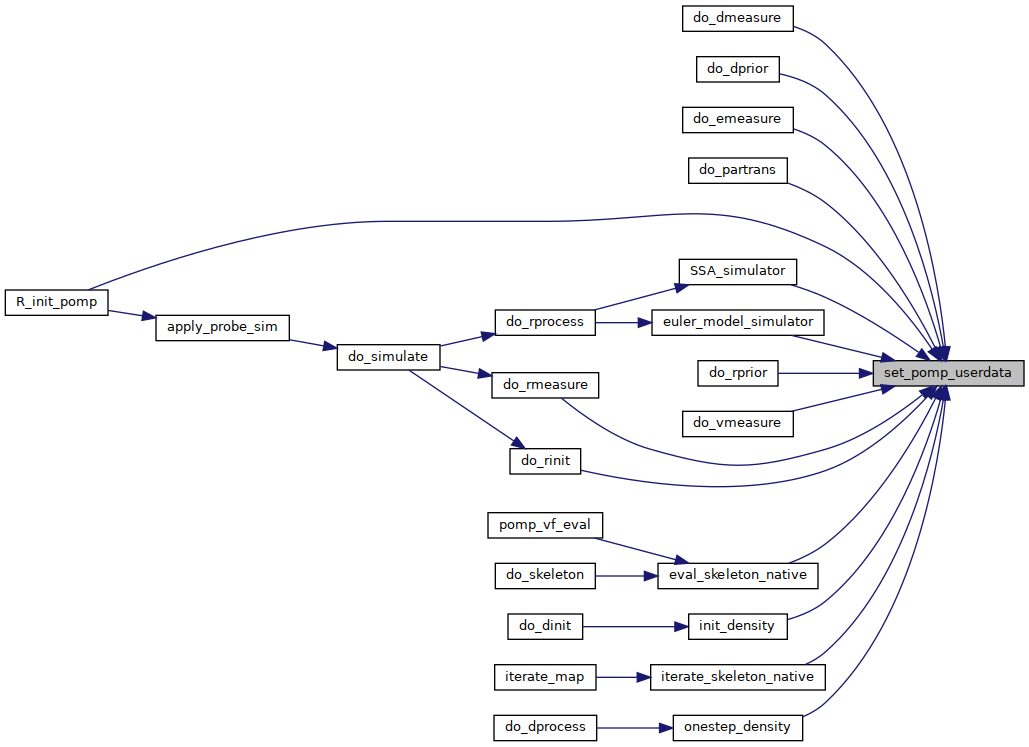 do_dmeasure
do_dprior
do_emeasure
do_partrans
SSA_simulator
R_init_pomp
apply_probe_sim
do_rprocess
euler_model_simulator
do_simulate
do_rprior
set_pomp_userdata
do_rmeasure
do_vmeasure
do_rinit
pomp_vf_eval
do_skeleton
eval_skeleton_native
do_dinit
init_density
iterate_map
iterate_skeleton_native
do_dprocess
onestep_density